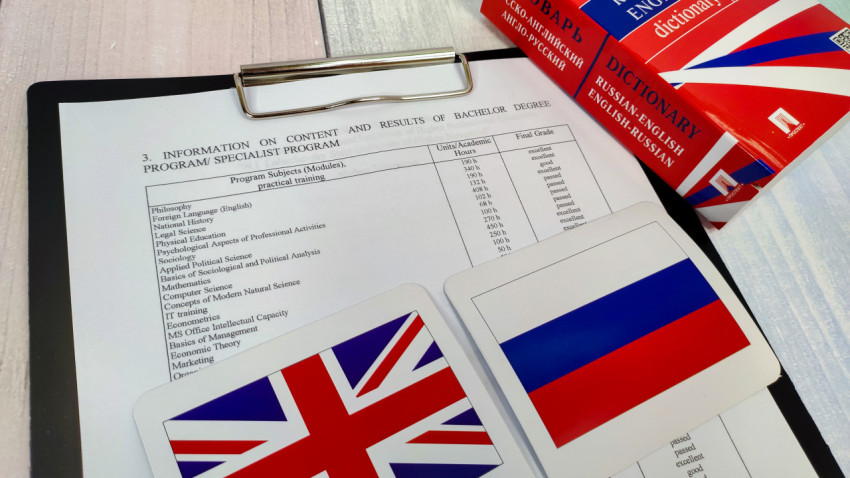 3. INFORMATION ON CONTENT AND RESULTS OF BACHELOR DEGREE
PROGRAM/ SPECIALIST PROGRAM
Program Subjects (Modules),
practical training
Units/Academic
Hours
Final Grade
Philosophy
Foreign Language (English)
National History
Legal Science
Physical Education
Psychological Aspects of Professional Activities
Sociology
Applied Political Science
Basics of Sociological and Political Analysis
Mathematics
Computer Science
Concepts of Modern Natural Science
IT training
Econometrics
MS Office Intellectual Capacity
Basics of Management
Economic Theory
Marketing
190 h
340 h
190 h
132 h
408 h
102 h
68 h
100 h
270 h
450 h
250 h
100 h
50 h
excellent
excellent
good
excellent
passed
passed
passed
passed
excellent
passed
excellent
passed
passed
excellent
good
passed
ВАРЬ
ССКО-АНГЛИЙСКИЙ
АНГЛО-РУССКИЙ
DICTIONARY
RUSSIAN-ENGLISH
ENGLISH-RUSSIAN
dictionary